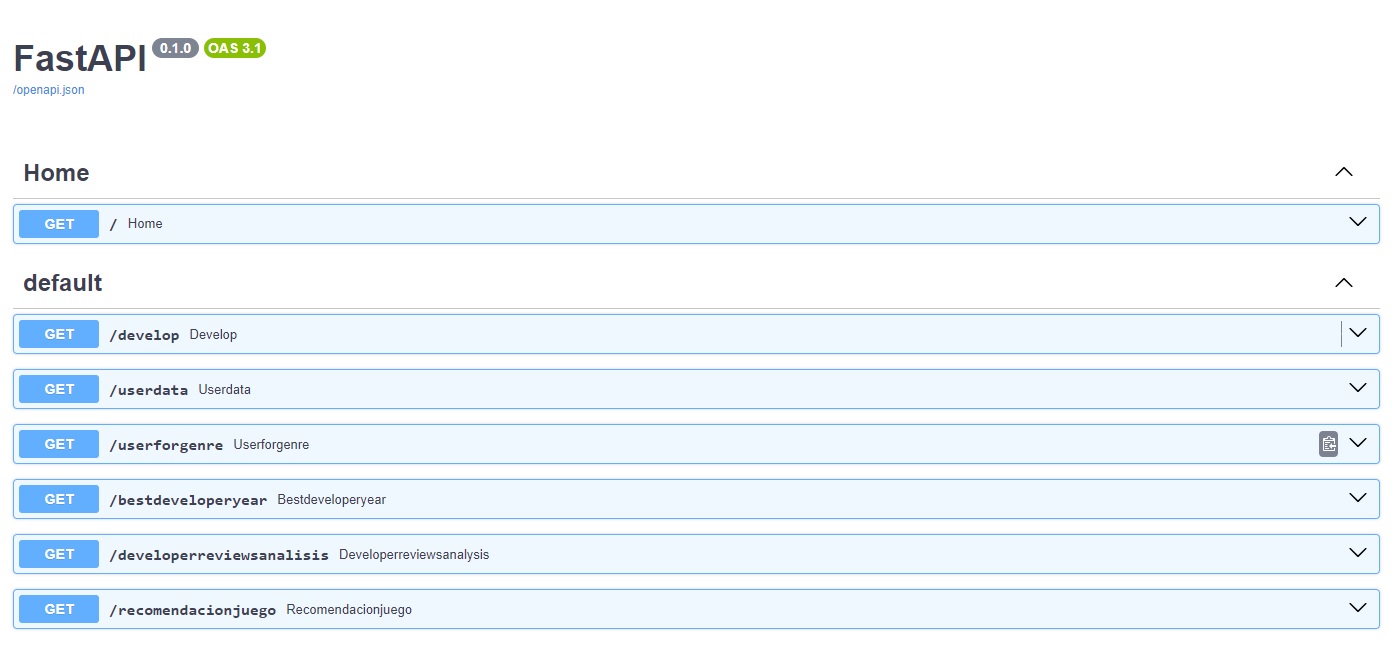 FastAPI 0.1.0 OAS 3.1
/openapi.json
Home
GET / Home
default
GET /develop Develop
GET /userdata Userdata
GET /userforgenre Userforgenre
GET /bestdeveloperyear Bestdeveloperyear
GET /developerreviewsanalisis Developerreviewsanalysis
GET /recomendacionjuego Recomendacionjuego